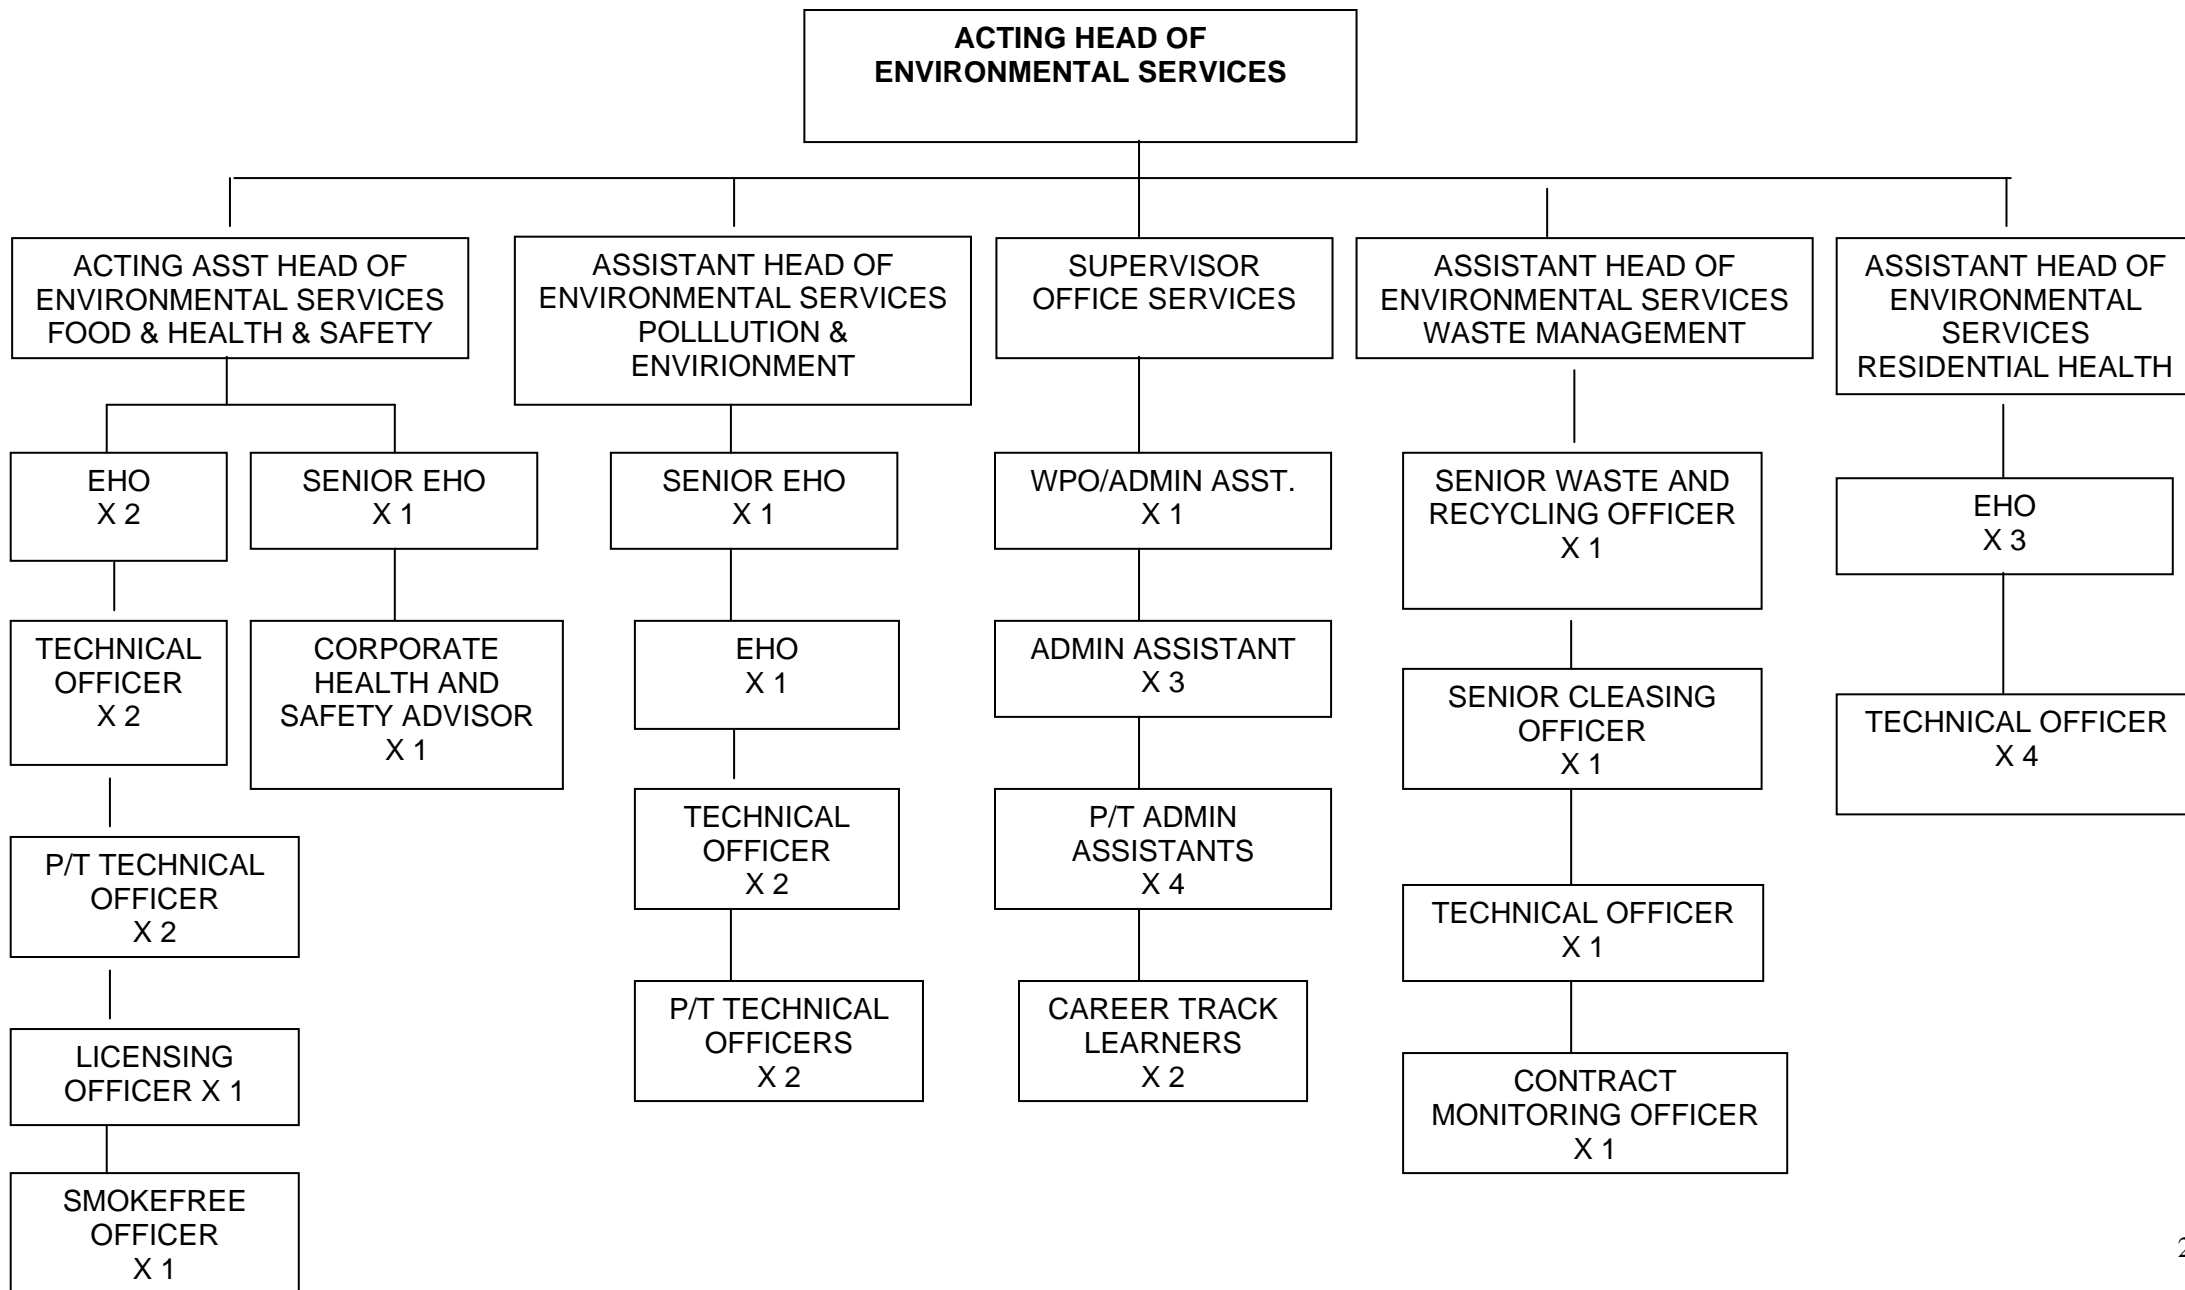 ACTING HEAD OF
ENVIRONMENTAL SERVICES
ACTING ASST HEAD OF
ENVIRONMENTAL SERVICES
FOOD & HEALTH & SAFETY
ASSISTANT HEAD OF
ENVIRONMENTAL SERVICES
POLLLUTION &
ENVIRIONMENT
SUPERVISOR
OFFICE SERVICES
ASSISTANT HEAD OF
ENVIRONMENTAL SERVICES
WASTE MANAGEMENT
ASSISTANT HEAD OF
ENVIRONMENTAL
SERVICES
RESIDENTIAL HEALTH
EHO
X 2
SENIOR EHO
X 1
SENIOR EHO
X 1
WPO/ADMIN ASST.
X 1
SENIOR WASTE AND
RECYCLING OFFICER
X 1
EHO
X 3
TECHNICAL
OFFICER
X 2
CORPORATE
HEALTH AND
SAFETY ADVISOR
X 1
EHO
X 1
ADMIN ASSISTANT
X 3
SENIOR CLEASING
OFFICER
X 1
TECHNICAL OFFICER
X 4
P/T TECHNICAL
OFFICER
X 2
TECHNICAL
OFFICER
X 2
P/T ADMIN
ASSISTANTS
X 4
TECHNICAL OFFICER
X 1
LICENSING
OFFICER X 1
P/T TECHNICAL
OFFICERS
X 2
CAREER TRACK
LEARNERS
X 2
CONTRACT
MONITORING OFFICER
X 1
SMOKEFREE
OFFICER
X 1
2